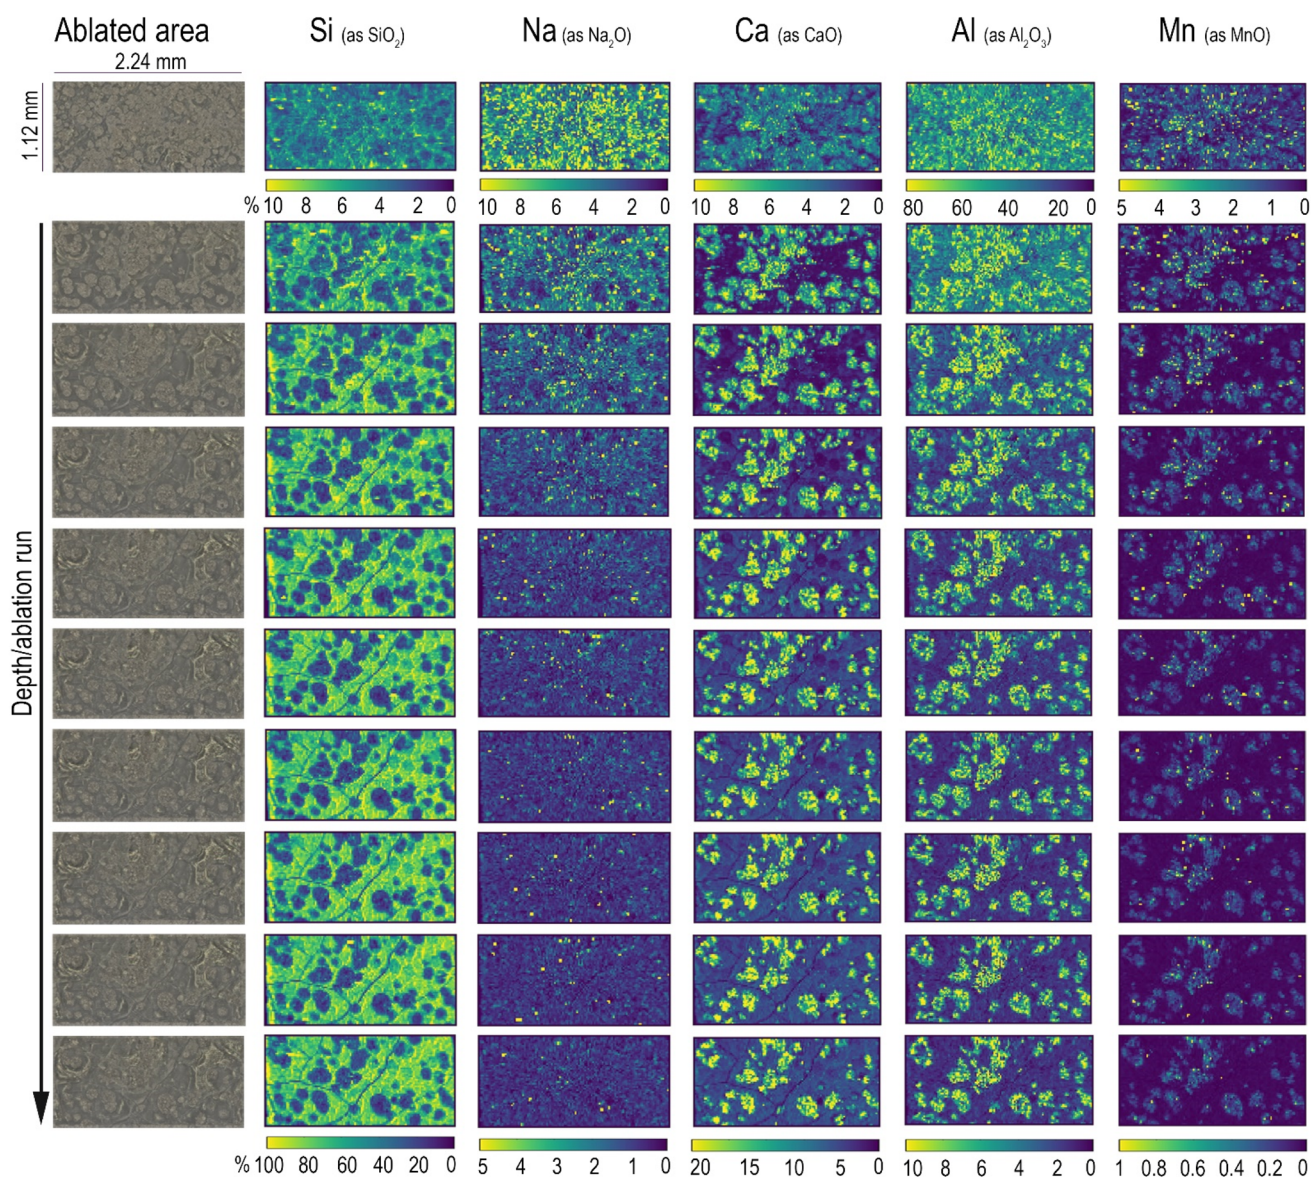 Ablated area Si (as SiO₂) Na (as Na₂O) Ca (as CaO) Al (as Al₂O₃) Mn (as MnO)
2.24 mm
1.12 mm
% 10 8 6 4 2 0 10 8 6 4 2 0 10 8 6 4 2 0 80 60 40 20 0 5 4 3 2 1 0
Depth/ablation run
% 100 80 60 40 20 0 5 4 3 2 1 0 20 15 10 5 0 10 8 6 4 2 0 1 0.8 0.6 0.4 0.2 0